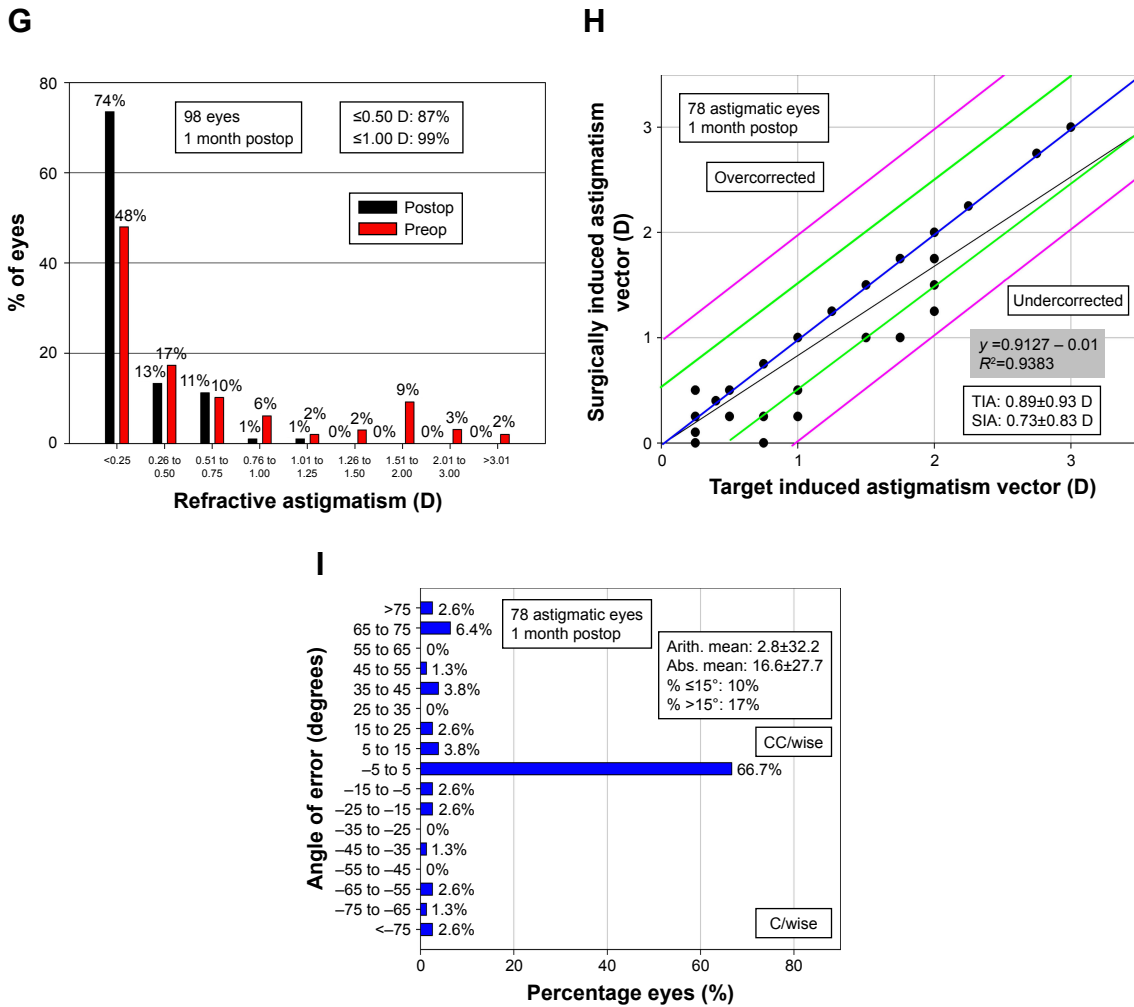 G
80
60
40
20
0
% of eyes
74%
48%
13%
17%
11%
10%
1%
6%
1%
2%
0%
2%
0%
9%
0%
3%
0%
2%
98 eyes
1 month postop
≤0.50 D: 87%
≤1.00 D: 99%
Postop
Preop
<0.25
0.26 to
0.50
0.51 to
0.75
0.76 to
1.00
1.01 to
1.25
1.26 to
1.50
1.51 to
2.00
2.01 to
3.00
>3.01
Refractive astigmatism (D)
H
Surgically induced astigmatism
vector (D)
3
2
1
0
78 astigmatic eyes
1 month postop
Overcorrected
Undercorrected
y =0.9127 – 0.01
R²=0.9383
TIA: 0.89±0.93 D
SIA: 0.73±0.83 D
0
1
2
3
Target induced astigmatism vector (D)
I
Angle of error (degrees)
>75
2.6%
65 to 75
6.4%
55 to 65
0%
45 to 55
1.3%
35 to 45
3.8%
25 to 35
0%
15 to 25
2.6%
5 to 15
3.8%
–5 to 5
66.7%
–15 to –5
2.6%
–25 to –15
2.6%
–35 to –25
0%
–45 to –35
1.3%
–55 to –45
0%
–65 to –55
2.6%
–75 to –65
1.3%
<–75
2.6%
78 astigmatic eyes
1 month postop
Arith. mean: 2.8±32.2
Abs. mean: 16.6±27.7
% ≤15°: 10%
% >15°: 17%
CC/wise
C/wise
0
20
40
60
80
Percentage eyes (%)